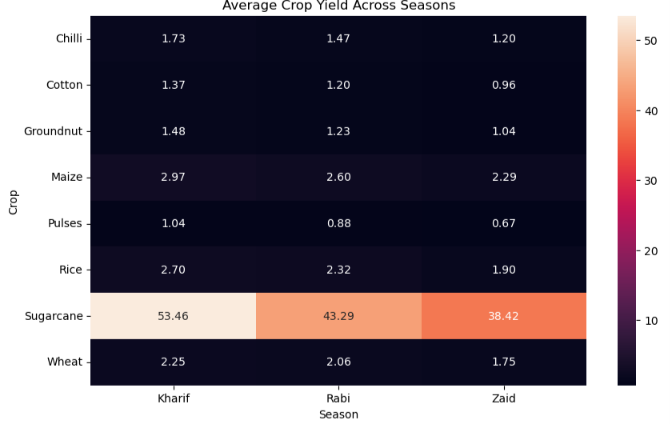 Average Crop Yield Across Seasons
Chilli 1.73 1.47 1.20
Cotton 1.37 1.20 0.96
Groundnut 1.48 1.23 1.04
Maize 2.97 2.60 2.29
Pulses 1.04 0.88 0.67
Rice 2.70 2.32 1.90
Sugarcane 53.46 43.29 38.42
Wheat 2.25 2.06 1.75
Kharif Rabi Zaid
Season
Crop
50
40
30
20
10